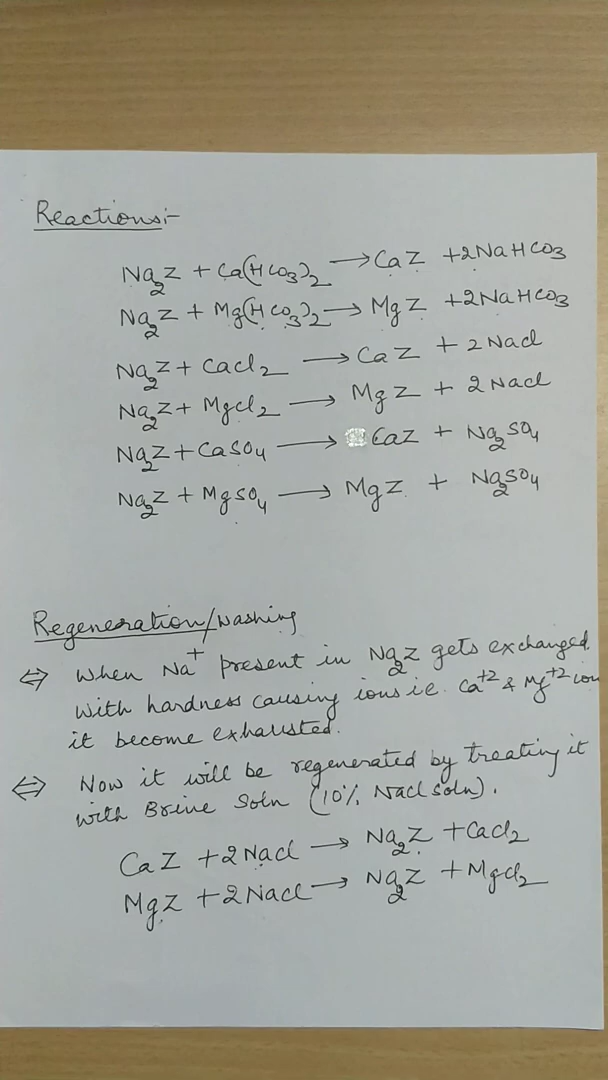 Reactions:-
Na2Z + Ca(HCO3)2 → CaZ + 2NaHCO3
Na2Z + Mg(HCO3)2 → MgZ + 2NaHCO3
Na2Z + CaCl2 → CaZ + 2NaCl
Na2Z + MgCl2 → MgZ + 2NaCl
Na2Z + CaSO4 → CaZ + Na2SO4
Na2Z + MgSO4 → MgZ + Na2SO4
Regeneration/Washing
⇔ When Na+ present in Na2Z gets exchanged
with hardness causing ions ie. Ca+2 & Mg+2 ion
it become exhausted.
⇔ Now it will be regenerated by treating it
with Brine Soln (10% NaCl soln).
CaZ + 2NaCl → Na2Z + CaCl2
MgZ + 2NaCl → Na2Z + MgCl2